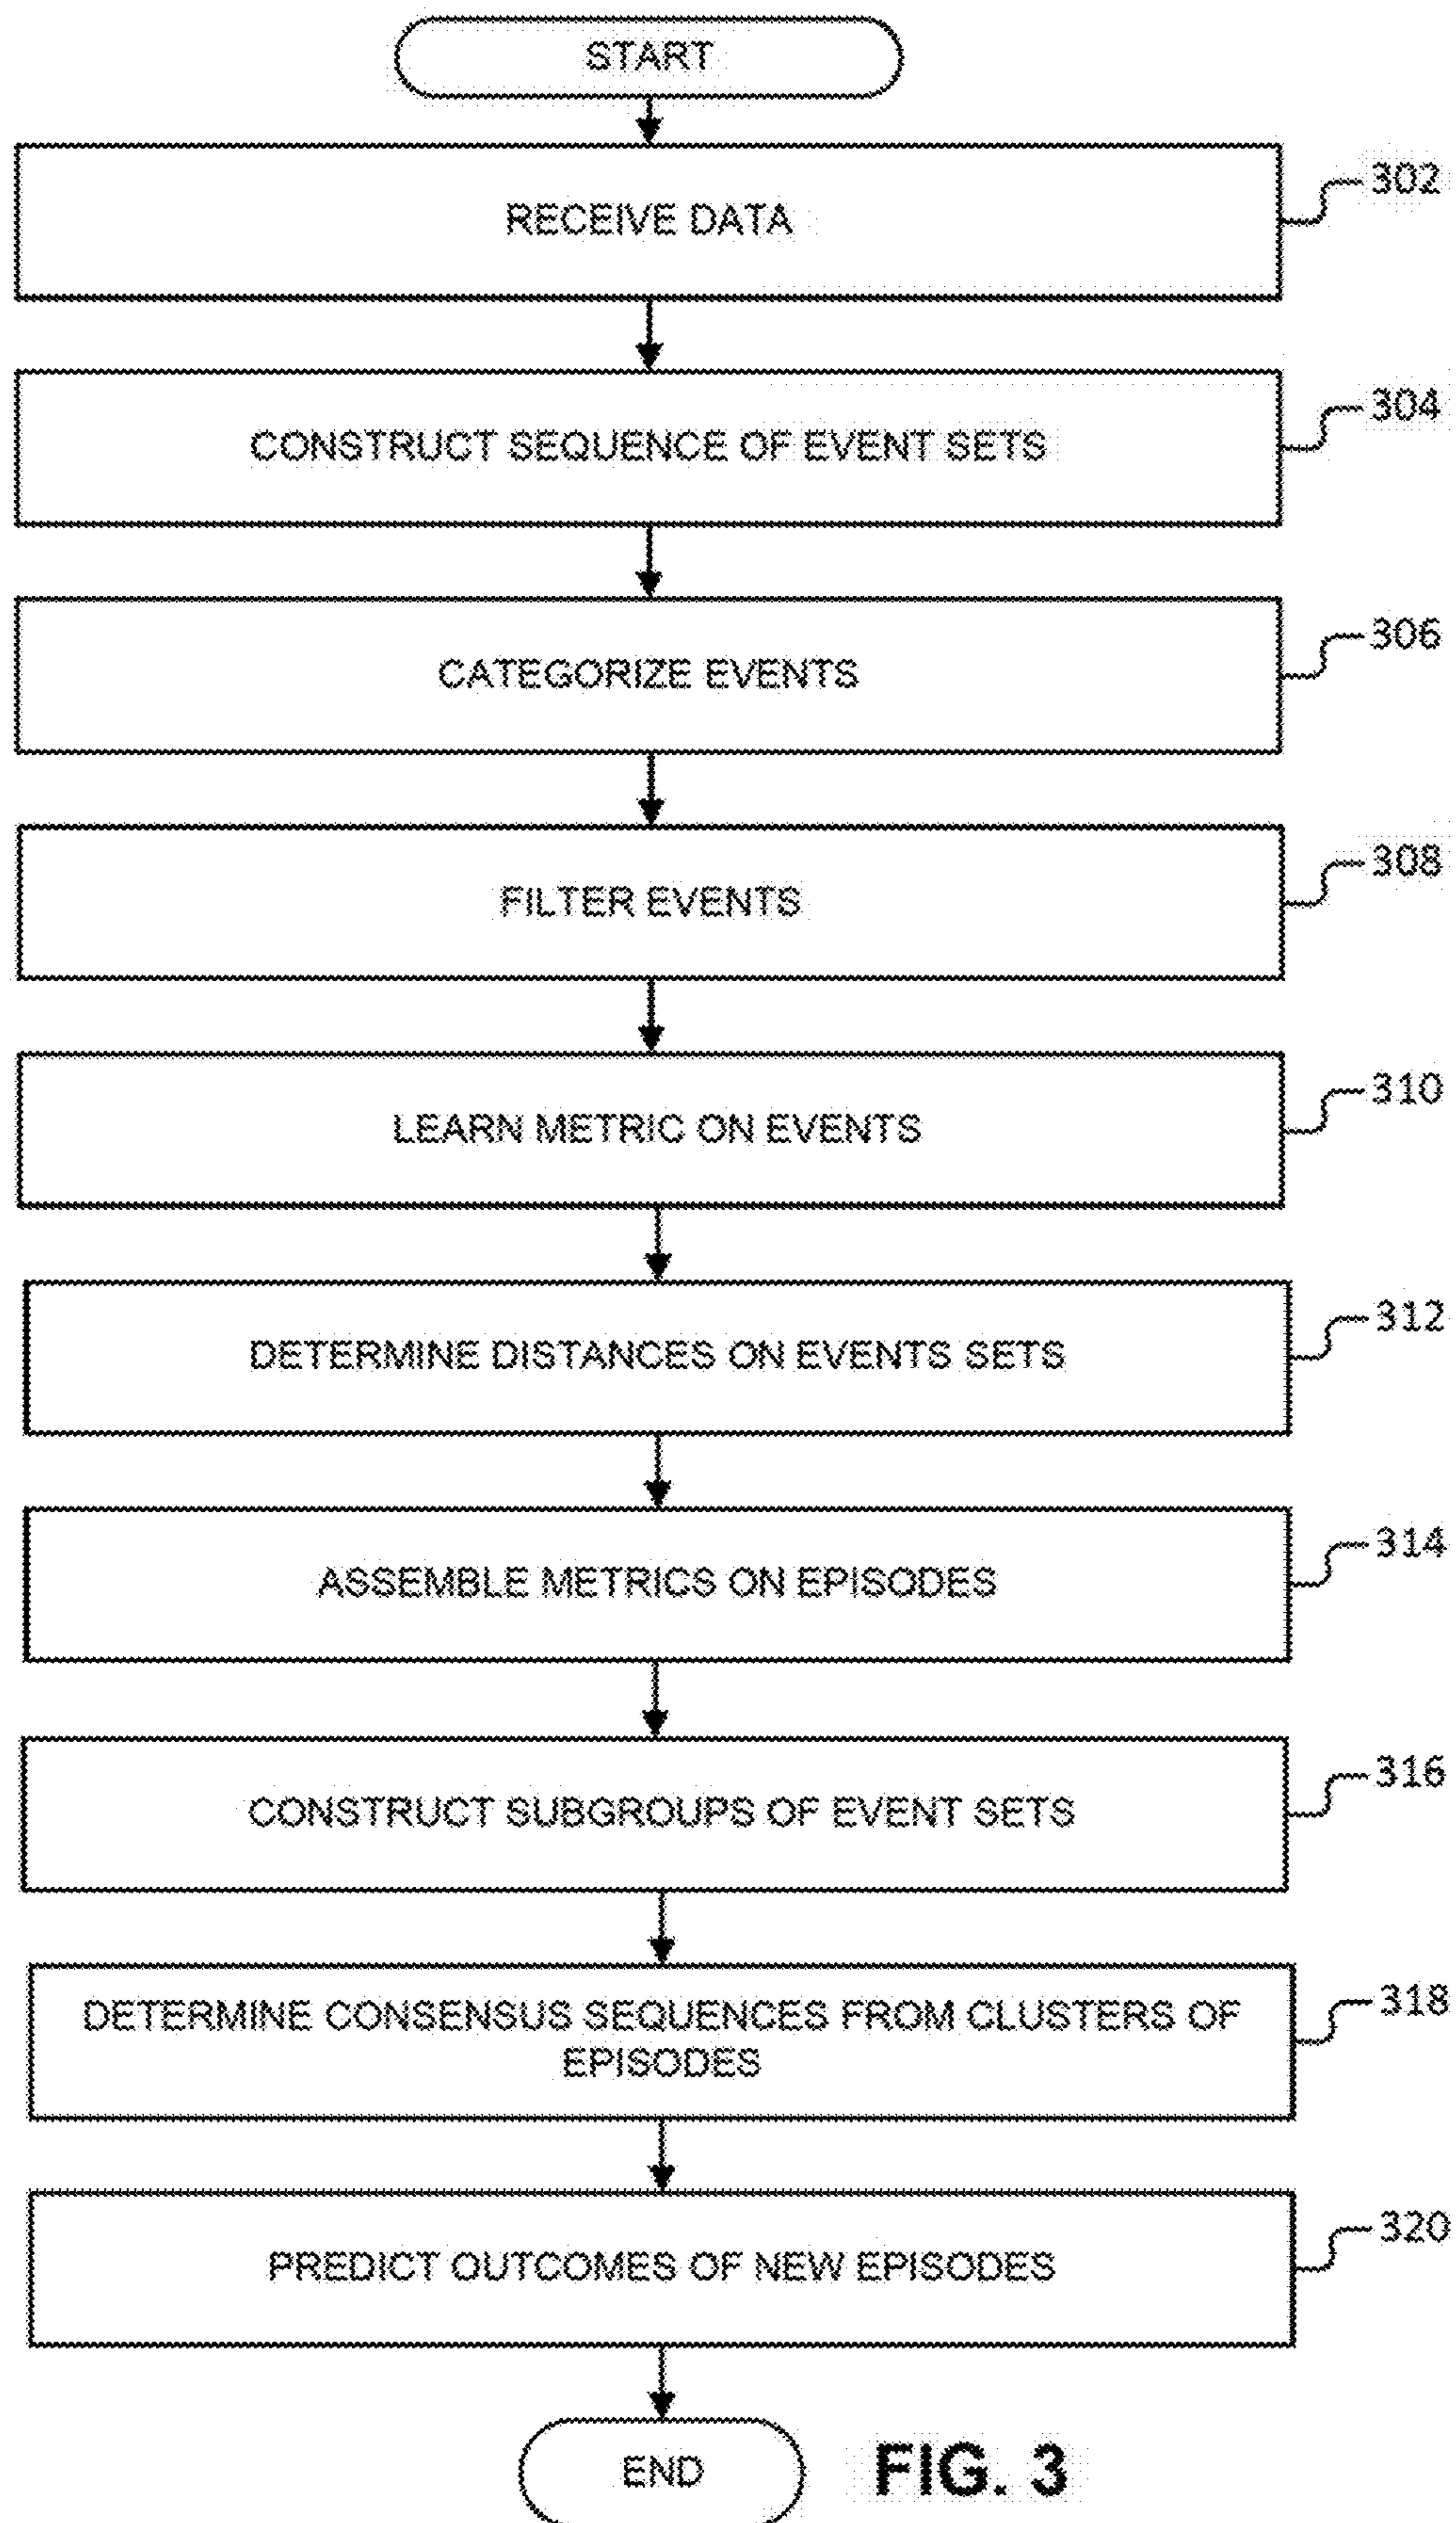 START
RECEIVE DATA
302
CONSTRUCT SEQUENCE OF EVENT SETS
304
CATEGORIZE EVENTS
306
FILTER EVENTS
308
LEARN METRIC ON EVENTS
310
DETERMINE DISTANCES ON EVENTS SETS
312
ASSEMBLE METRICS ON EPISODES
314
CONSTRUCT SUBGROUPS OF EVENT SETS
316
DETERMINE CONSENSUS SEQUENCES FROM CLUSTERS OF
EPISODES
318
PREDICT OUTCOMES OF NEW EPISODES
320
END
FIG. 3